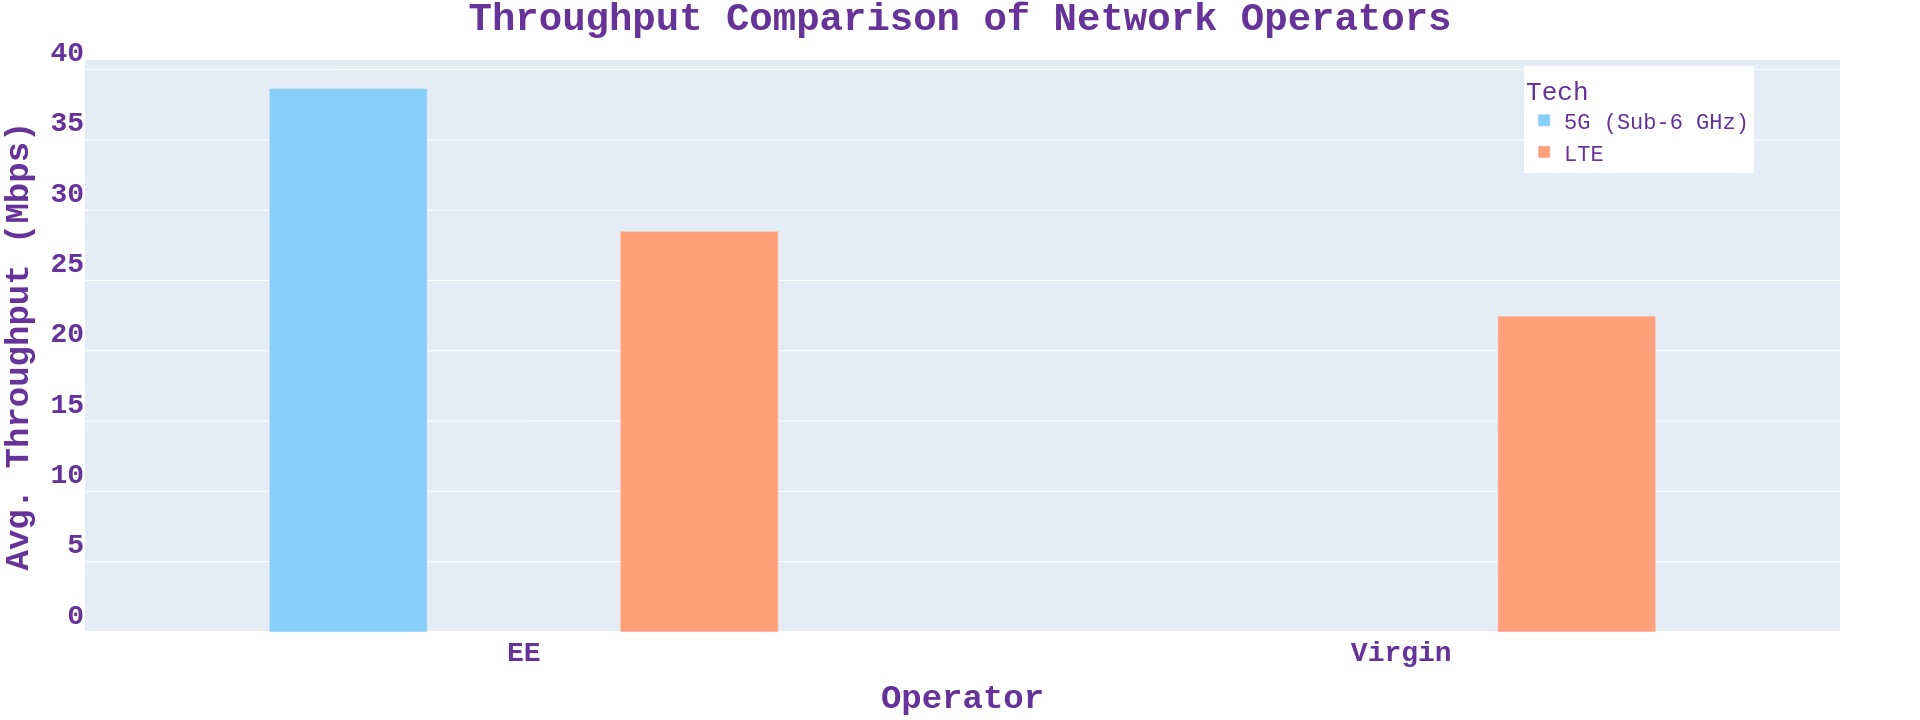 Throughput Comparison of Network Operators
Avg. Throughput (Mbps)
40
35
30
25
20
15
10
5
0
Tech
5G (Sub-6 GHz)
LTE
EE
Virgin
Operator